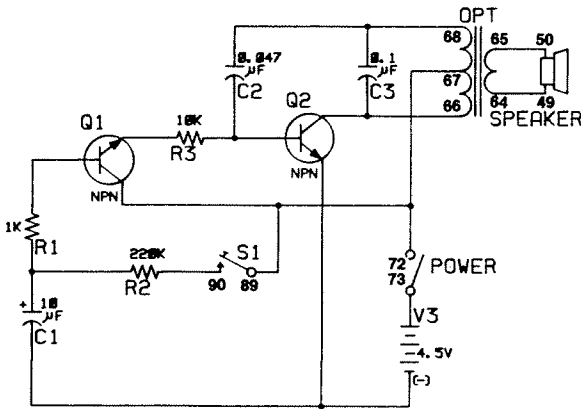 OPT
68
65
50
0.047
µF
C2
0.1
µF
C3
67
66
64
49
SPEAKER
Q1
10K
R3
Q2
NPN
NPN
1K
R1
220K
R2
S1
90
89
72
73
POWER
+
10
µF
C1
V3
4.5V
(-)